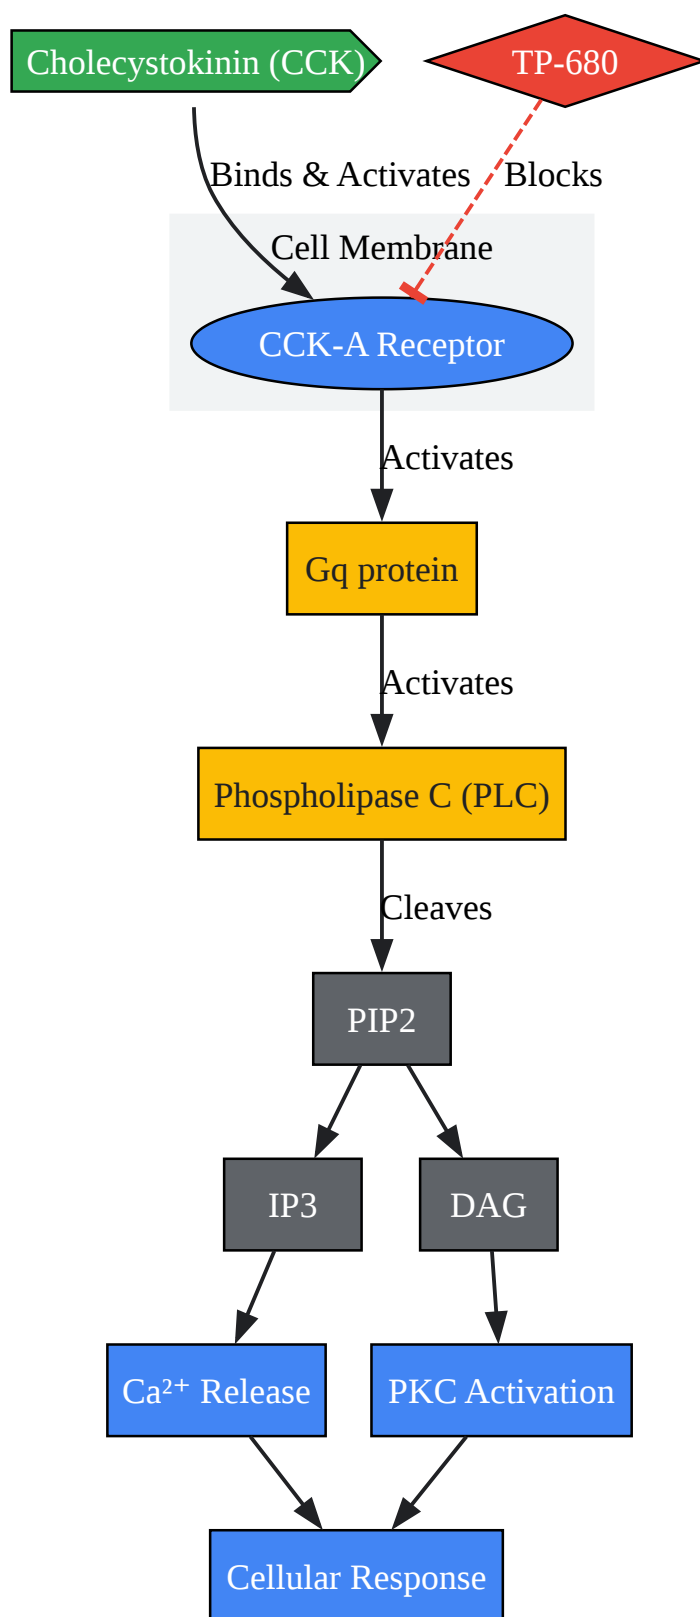 Cholecystokinin (CCK)
TP-680
Binds & Activates
Blocks
Cell Membrane
CCK-A Receptor
Activates
Gq protein
Activates
Phospholipase C (PLC)
Cleaves
PIP2
IP3
DAG
Ca²⁺ Release
PKC Activation
Cellular Response